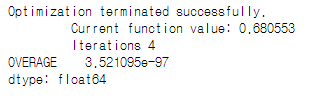 Optimization terminated successfully.
Current function value: 0.680553
Iterations 4
OVERAGE    3.521095e-97
dtype: float64